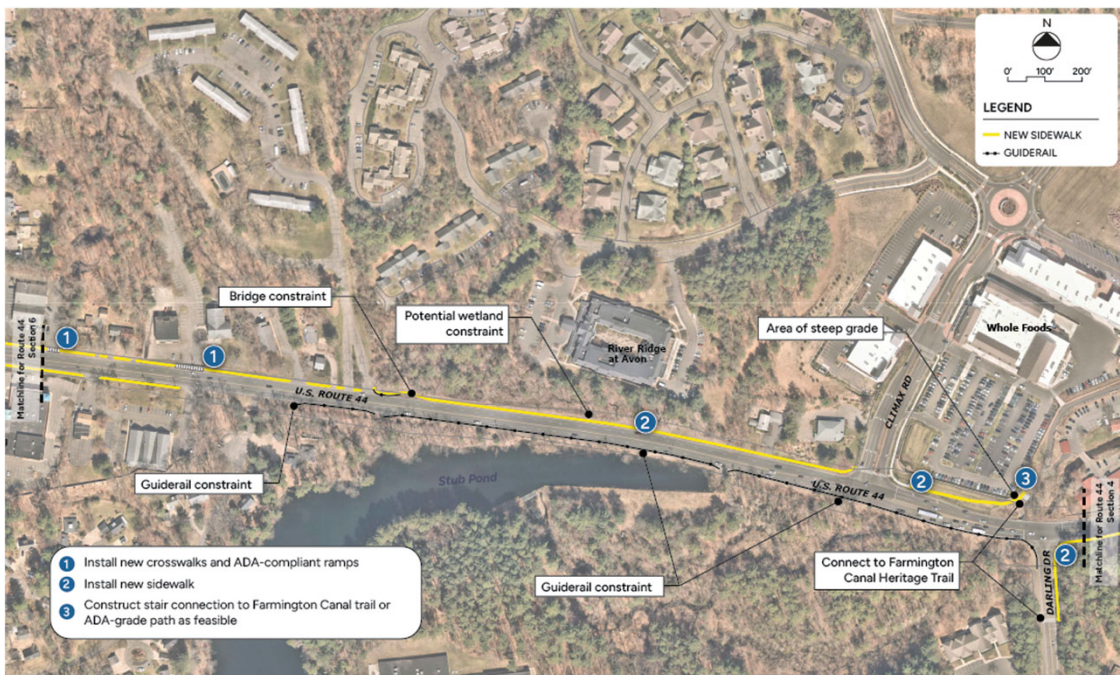 N
0' 100' 200'
LEGEND
NEW SIDEWALK
GUIDERAIL
Bridge constraint
Potential wetland
constraint
Area of steep grade
Whole Foods
River Ridge
at Avon
Matchline for Route 44
Section 6
1
1
U.S. ROUTE 44
2
CLIMAX RD
2
3
Guiderail constraint
Stub Pond
U.S. ROUTE 44
Matchline for Route 44
Section 4
2
Guiderail constraint
Connect to Farmington
Canal Heritage Trail
DARLING DR
1 Install new crosswalks and ADA-compliant ramps
2 Install new sidewalk
3 Construct stair connection to Farmington Canal trail or
ADA-grade path as feasible